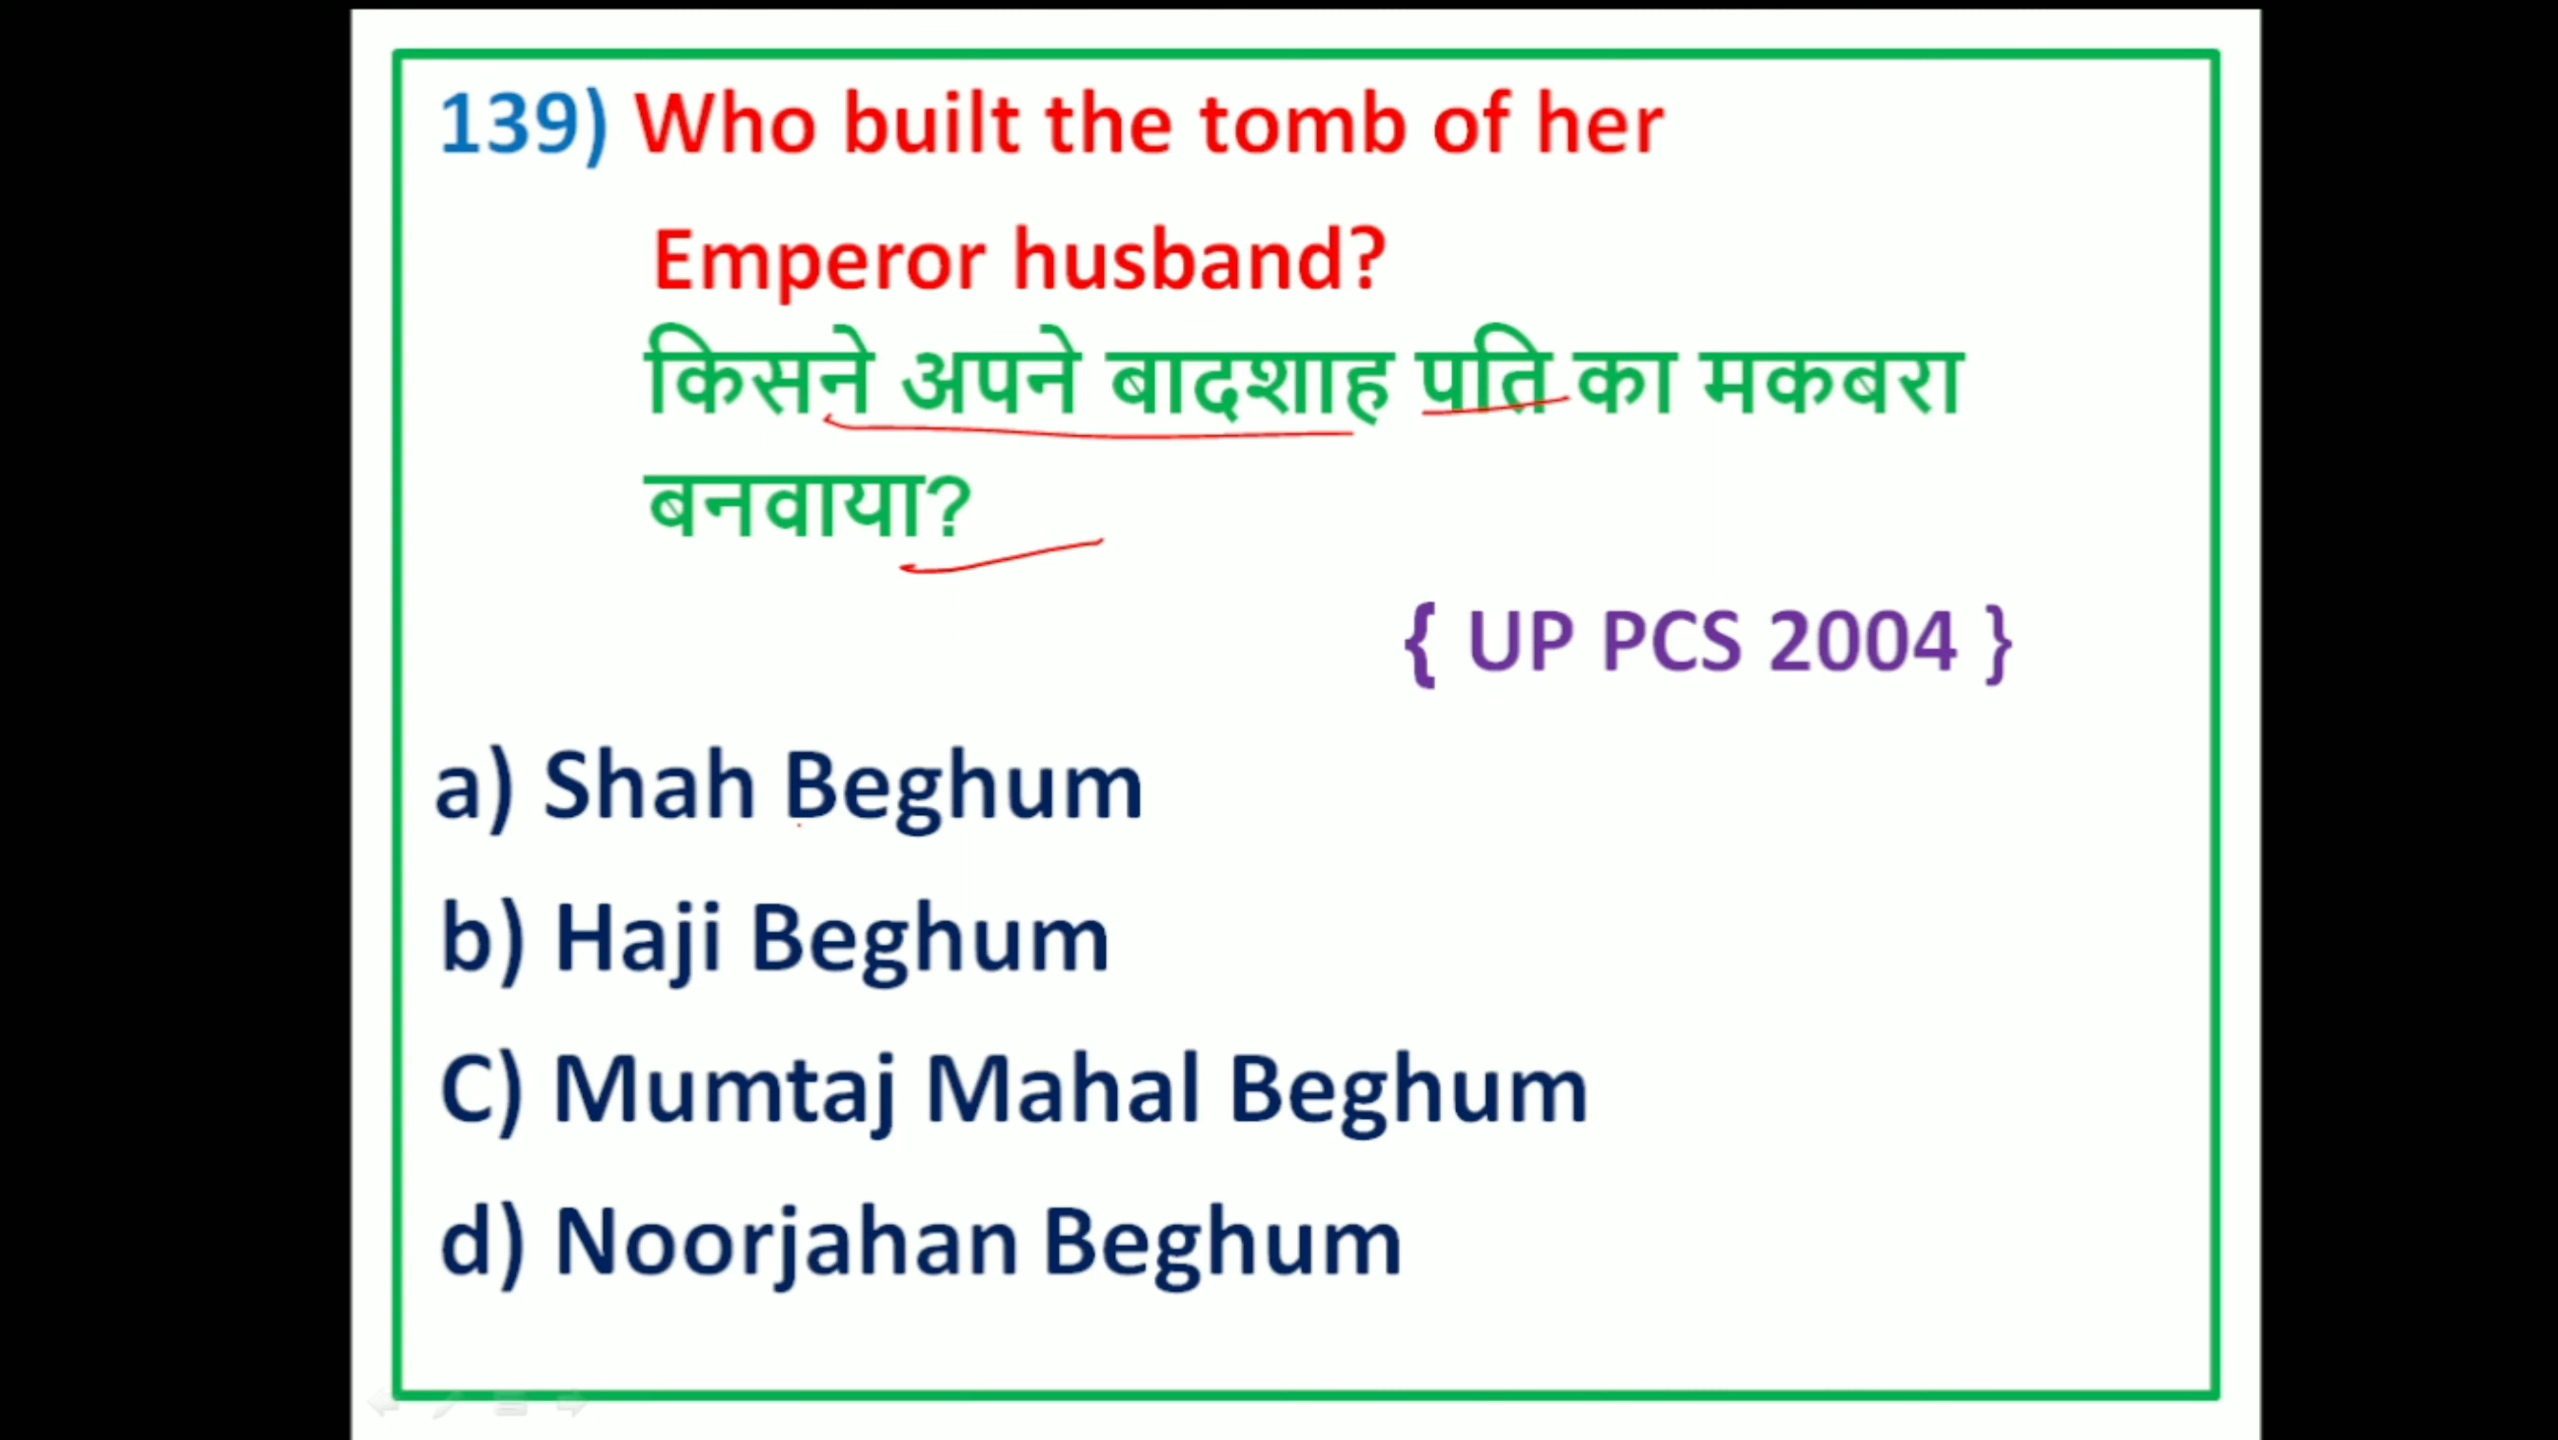 139) Who built the tomb of her
Emperor husband?
किसने अपने बादशाह पति का मकबरा
बनवाया?
{ UP PCS 2004 }
a) Shah Beghum
b) Haji Beghum
C) Mumtaj Mahal Beghum
d) Noorjahan Beghum